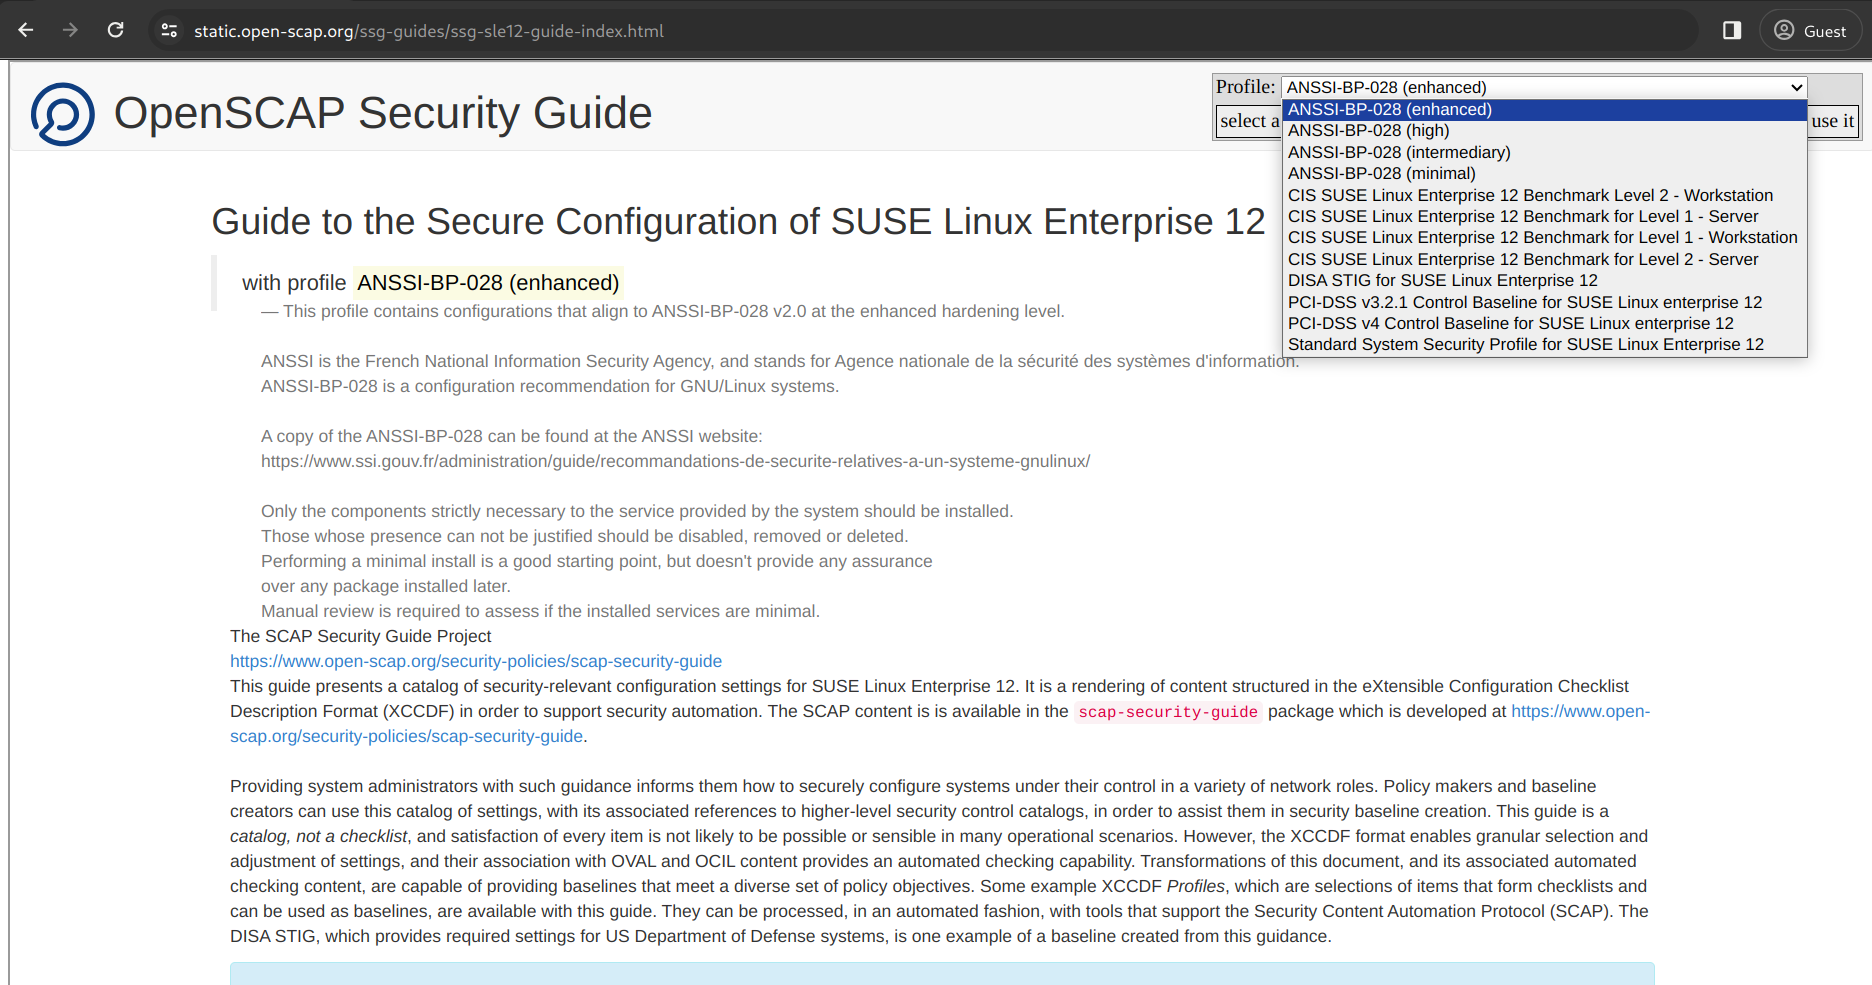 static.open-scap.org/ssg-guides/ssg-sle12-guide-index.html
Guest
OpenSCAP Security Guide
Profile:
ANSSI-BP-028 (enhanced)
select a
use it
ANSSI-BP-028 (enhanced)
ANSSI-BP-028 (high)
ANSSI-BP-028 (intermediary)
ANSSI-BP-028 (minimal)
CIS SUSE Linux Enterprise 12 Benchmark Level 2 - Workstation
CIS SUSE Linux Enterprise 12 Benchmark for Level 1 - Server
CIS SUSE Linux Enterprise 12 Benchmark for Level 1 - Workstation
CIS SUSE Linux Enterprise 12 Benchmark for Level 2 - Server
DISA STIG for SUSE Linux Enterprise 12
PCI-DSS v3.2.1 Control Baseline for SUSE Linux enterprise 12
PCI-DSS v4 Control Baseline for SUSE Linux enterprise 12
Standard System Security Profile for SUSE Linux Enterprise 12
Guide to the Secure Configuration of SUSE Linux Enterprise 12
with profile ANSSI-BP-028 (enhanced)
— This profile contains configurations that align to ANSSI-BP-028 v2.0 at the enhanced hardening level.
ANSSI is the French National Information Security Agency, and stands for Agence nationale de la sécurité des systèmes d'information.
ANSSI-BP-028 is a configuration recommendation for GNU/Linux systems.
A copy of the ANSSI-BP-028 can be found at the ANSSI website:
https://www.ssi.gouv.fr/administration/guide/recommandations-de-securite-relatives-a-un-systeme-gnulinux/
Only the components strictly necessary to the service provided by the system should be installed.
Those whose presence can not be justified should be disabled, removed or deleted.
Performing a minimal install is a good starting point, but doesn't provide any assurance
over any package installed later.
Manual review is required to assess if the installed services are minimal.
The SCAP Security Guide Project
https://www.open-scap.org/security-policies/scap-security-guide
This guide presents a catalog of security-relevant configuration settings for SUSE Linux Enterprise 12. It is a rendering of content structured in the eXtensible Configuration Checklist
Description Format (XCCDF) in order to support security automation. The SCAP content is is available in the scap-security-guide package which is developed at https://www.open-
scap.org/security-policies/scap-security-guide.
Providing system administrators with such guidance informs them how to securely configure systems under their control in a variety of network roles. Policy makers and baseline
creators can use this catalog of settings, with its associated references to higher-level security control catalogs, in order to assist them in security baseline creation. This guide is a
catalog, not a checklist, and satisfaction of every item is not likely to be possible or sensible in many operational scenarios. However, the XCCDF format enables granular selection and
adjustment of settings, and their association with OVAL and OCIL content provides an automated checking capability. Transformations of this document, and its associated automated
checking content, are capable of providing baselines that meet a diverse set of policy objectives. Some example XCCDF Profiles, which are selections of items that form checklists and
can be used as baselines, are available with this guide. They can be processed, in an automated fashion, with tools that support the Security Content Automation Protocol (SCAP). The
DISA STIG, which provides required settings for US Department of Defense systems, is one example of a baseline created from this guidance.